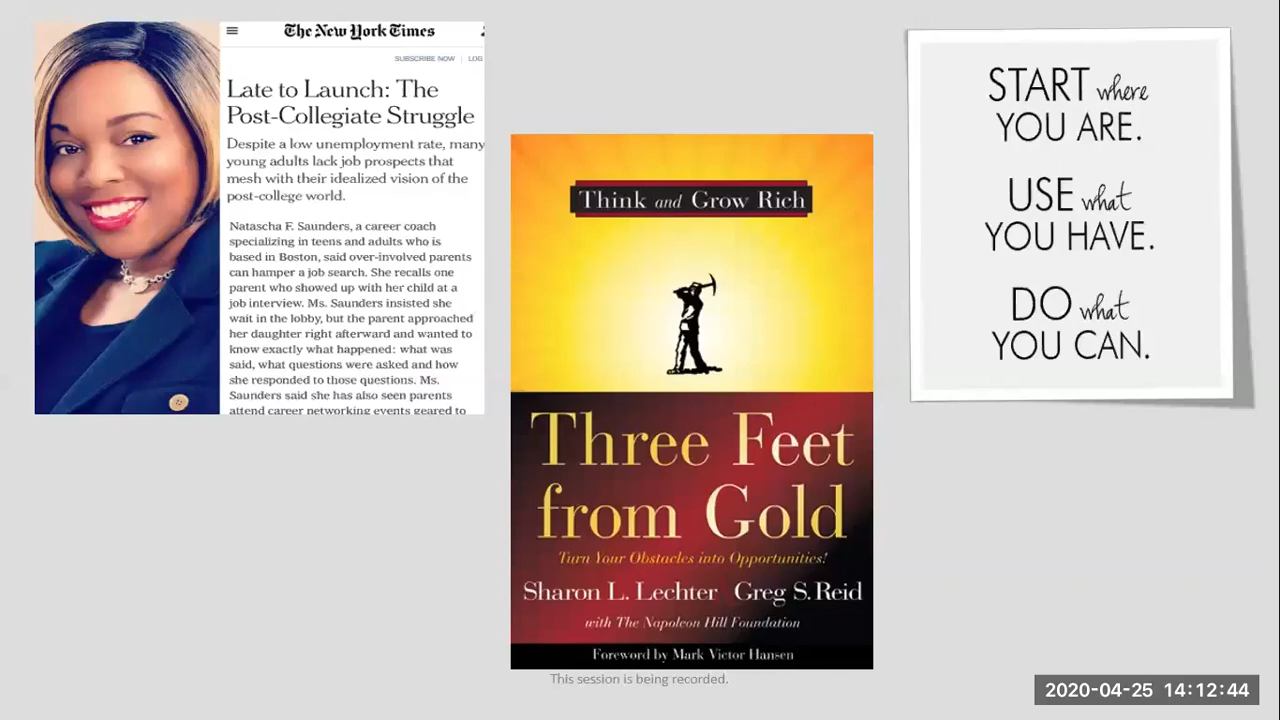 The New York Times
SUBSCRIBE NOW | LOG
Late to Launch: The
Post-Collegiate Struggle
Despite a low unemployment rate, many
young adults lack job prospects that
mesh with their idealized vision of the
post-college world.
Natascha F. Saunders, a career coach
specializing in teens and adults who is
based in Boston, said over-involved parents
can hamper a job search. She recalls one
parent who showed up with her child at a
job interview. Ms. Saunders insisted she
wait in the lobby, but the parent approached
her daughter right afterward and wanted to
know exactly what happened: what was
said, what questions were asked and how
she responded to those questions. Ms.
Saunders said she has also seen parents
attend career networking events geared to
Think and Grow Rich
Three Feet
from Gold
Turn Your Obstacles into Opportunities!
Sharon L. Lechter Greg S. Reid
with The Napoleon Hill Foundation
Foreword by Mark Victor Hansen
START where
YOU ARE.
USE what
YOU HAVE.
DO what
YOU CAN.
This session is being recorded.
2020-04-25 14:12:44